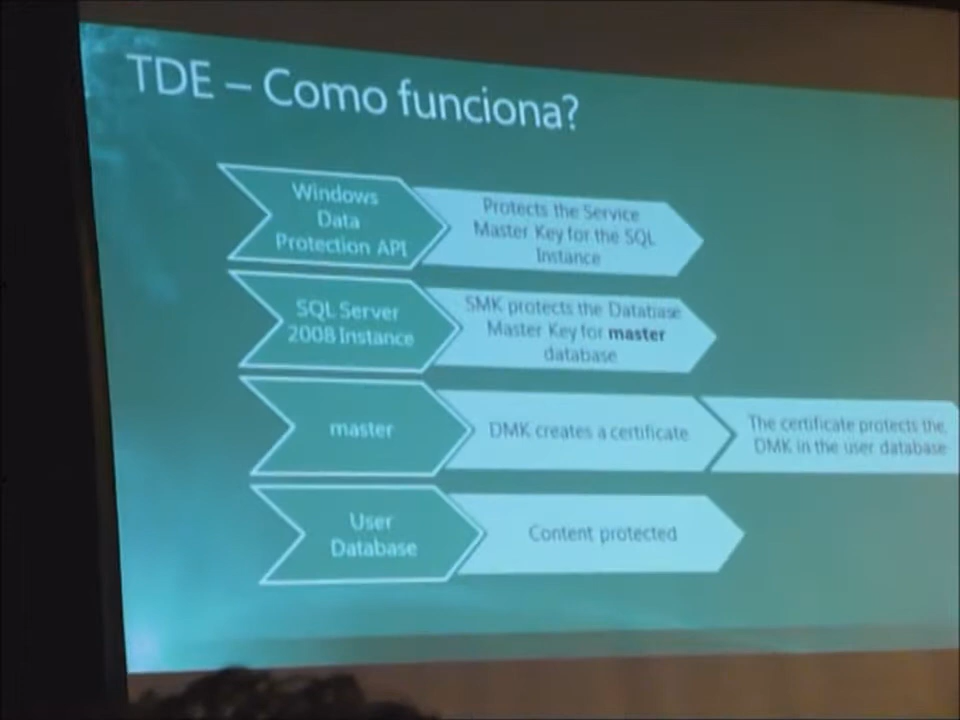 TDE – Como funciona?
Windows
Data
Protection API
Protects the Service
Master Key for the SQL
Instance
SQL Server
2008 Instance
SMK protects the Database
Master Key for master
database
master
DMK creates a certificate
The certificate protects the
DMK in the user database
User
Database
Content protected